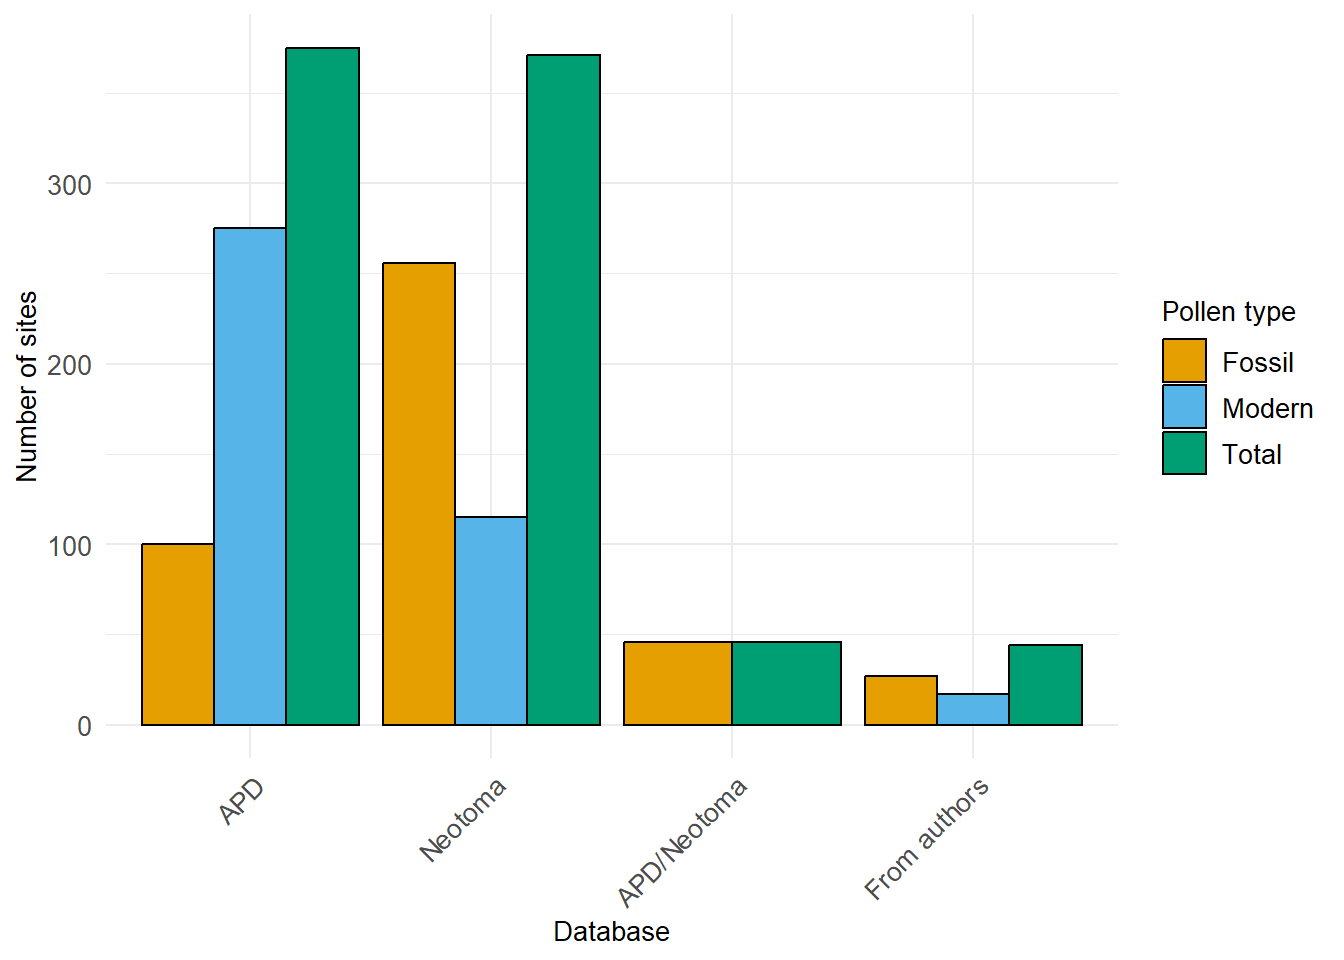 Number of sites
300
200
100
0
APD
Neotoma
APD/Neotoma
From authors
Database
Pollen type
Fossil
Modern
Total